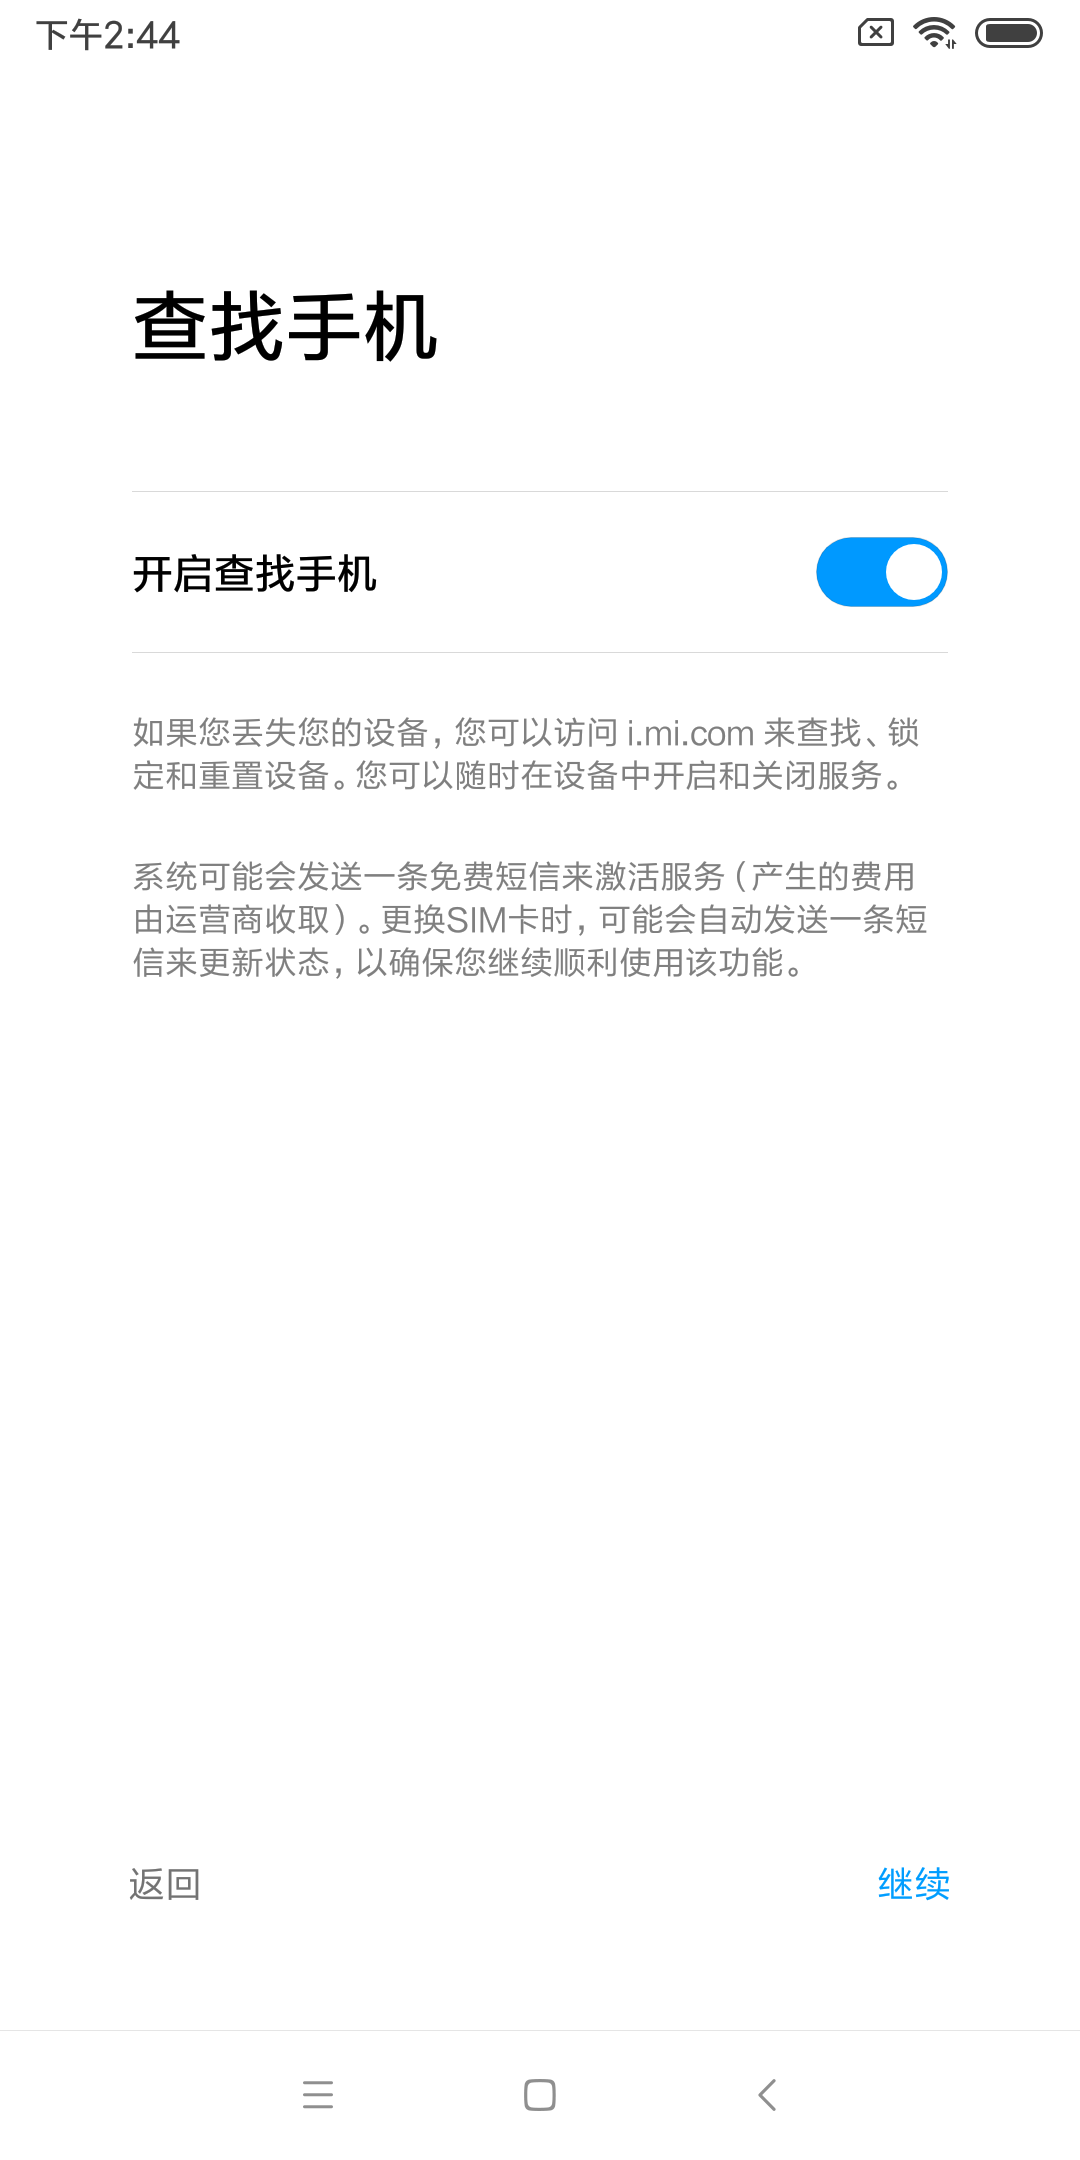 下午2:44
查找手机
开启查找手机
如果您丢失您的设备，您可以访问 i.mi.com 来查找、锁
定和重置设备。您可以随时在设备中开启和关闭服务。
系统可能会发送一条免费短信来激活服务（产生的费用
由运营商收取）。更换SIM卡时，可能会自动发送一条短
信来更新状态，以确保您继续顺利使用该功能。
返回
继续